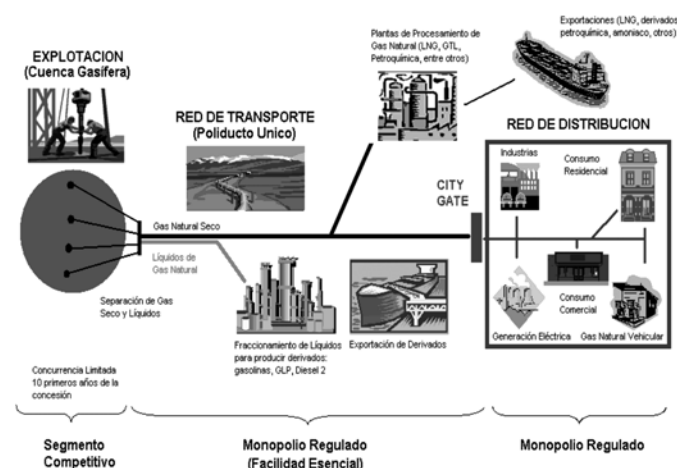 EXPLOTACION
(Cuenca Gasífera)
RED DE TRANSPORTE
(Poliducto Unico)
Plantas de Procesamiento de
Gas Natural (LNG, GTL,
Petroquímica, entre otros)
Exportaciones (LNG, derivados
petroquímica, amoniaco, otros)
RED DE DISTRIBUCION
Industrias
Consumo
Residencial
CITY
GATE
Gas Natural Seco
Líquidos de
Gas Natural
Separación de Gas
Seco y Líquidos
Fraccionamiento de Líquidos
para producir derivados:
gasolinas, GLP, Diesel 2
Exportación de Derivados
Consumo
Comercial
Generación Eléctrica
Gas Natural Vehicular
Concurrencia Limitada
10 primeros años de la
concesión
Segmento
Competitivo
Monopolio Regulado
(Facilidad Esencial)
Monopolio Regulado